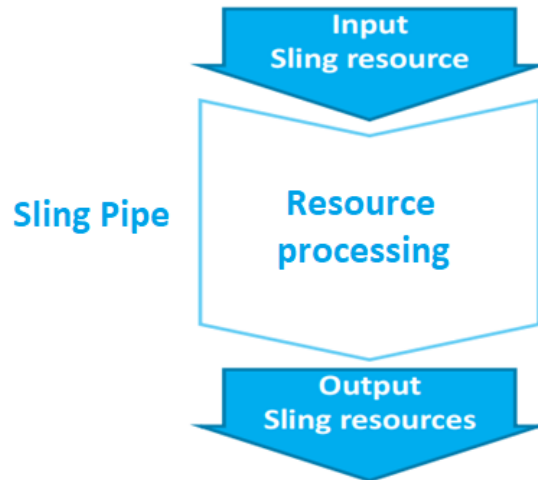 Input
Sling resource
Sling Pipe
Resource
processing
Output
Sling resources